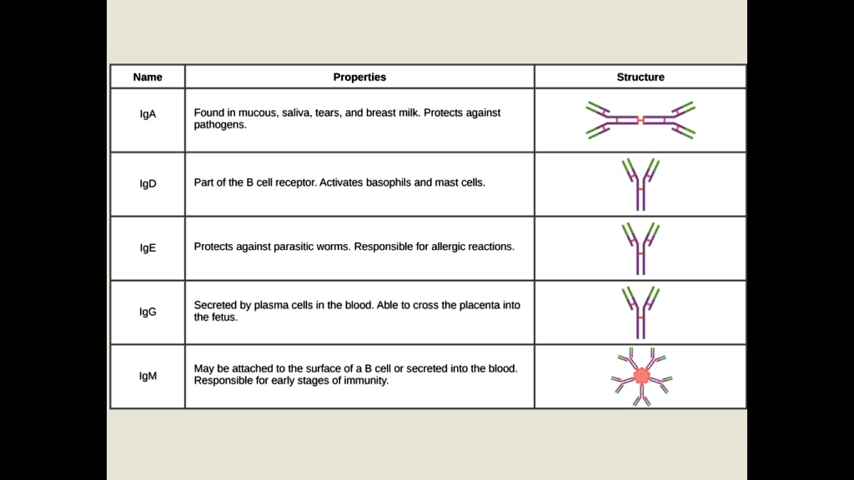 Name Properties Structure
IgA Found in mucous, saliva, tears, and breast milk. Protects against
pathogens.
IgD Part of the B cell receptor. Activates basophils and mast cells.
IgE Protects against parasitic worms. Responsible for allergic reactions.
IgG Secreted by plasma cells in the blood. Able to cross the placenta into
the fetus.
IgM May be attached to the surface of a B cell or secreted into the blood.
Responsible for early stages of immunity.